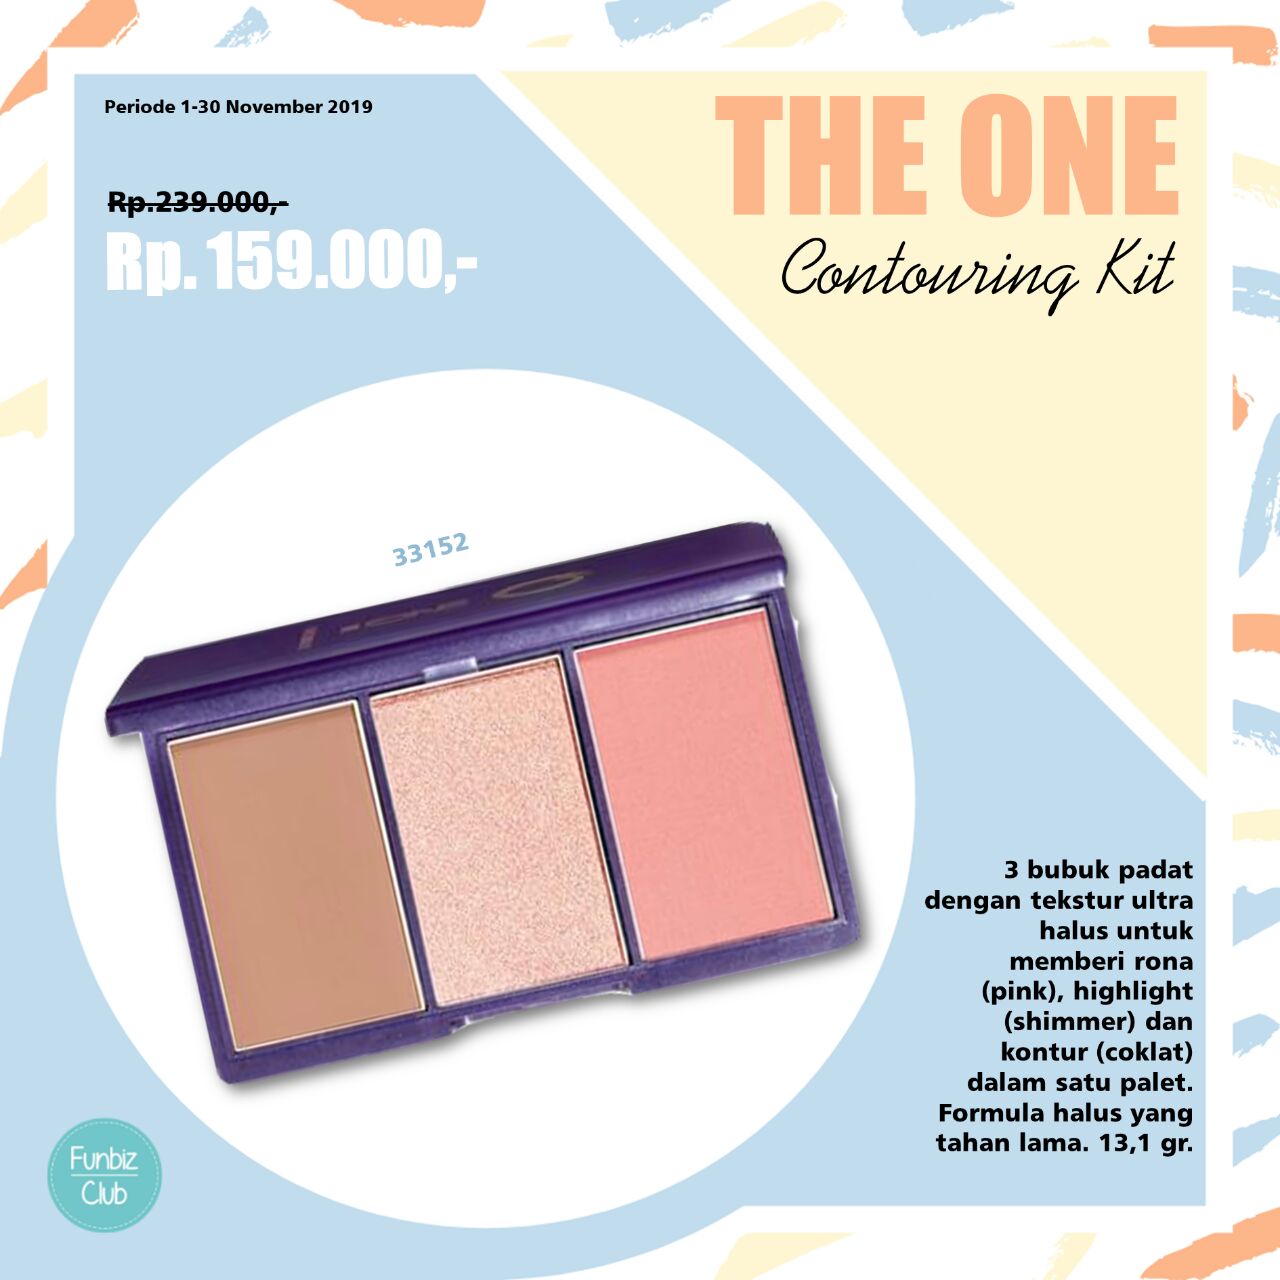 Periode 1-30 November 2019
Rp.239.000,-
Rp. 159.000,-
THE ONE
Contouring Kit
33152
3 bubuk padat
dengan tekstur ultra
halus untuk
memberi rona
(pink), highlight
(shimmer) dan
kontur (coklat)
dalam satu palet.
Formula halus yang
tahan lama. 13,1 gr.
Funbiz
Club